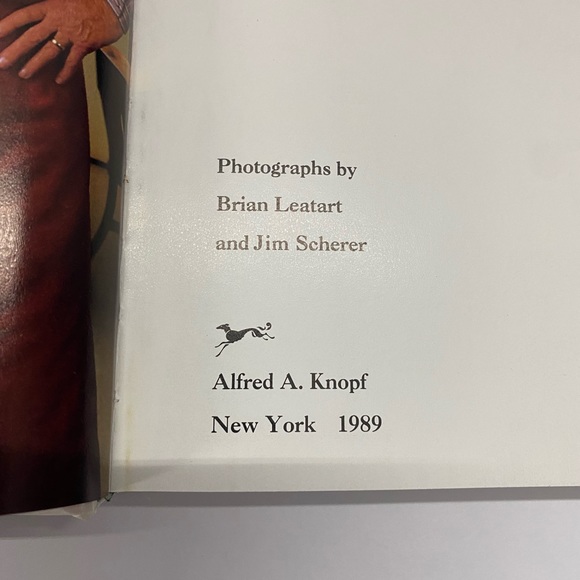 Photographs by
Brian Leatart
and Jim Scherer
Alfred A. Knopf
New York 1989